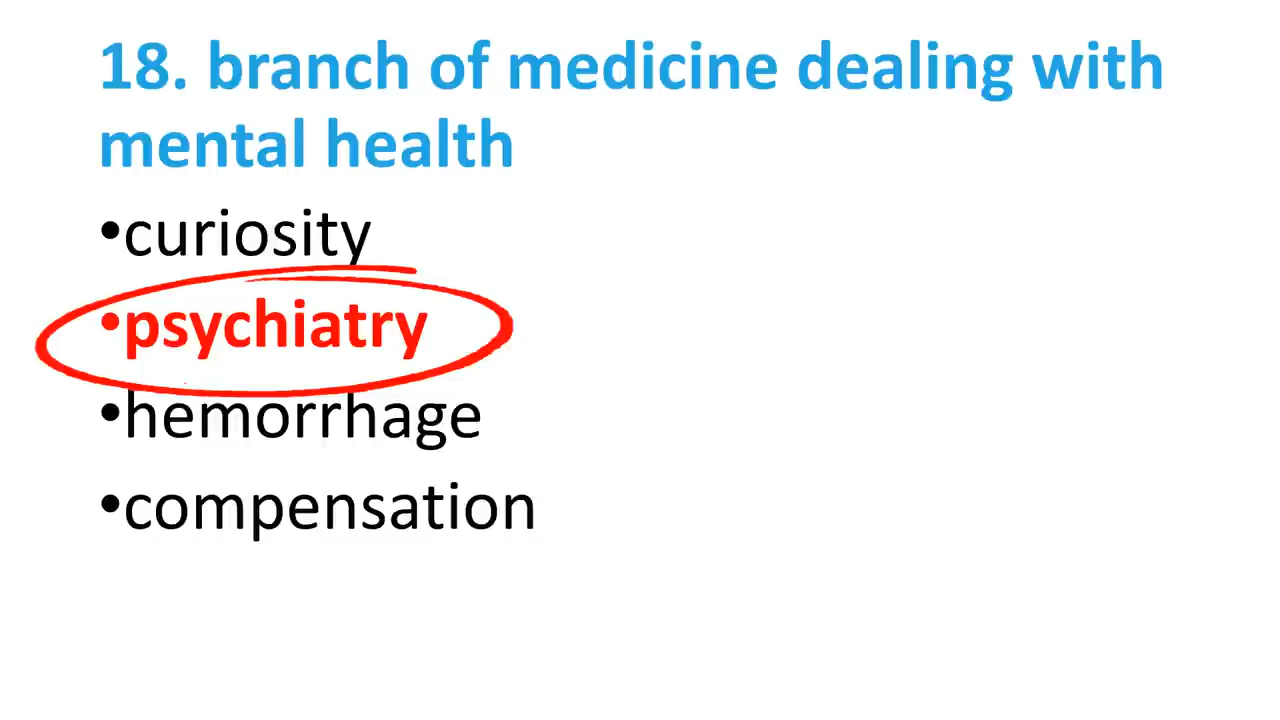 18. branch of medicine dealing with
mental health
•curiosity
•psychiatry
•hemorrhage
•compensation